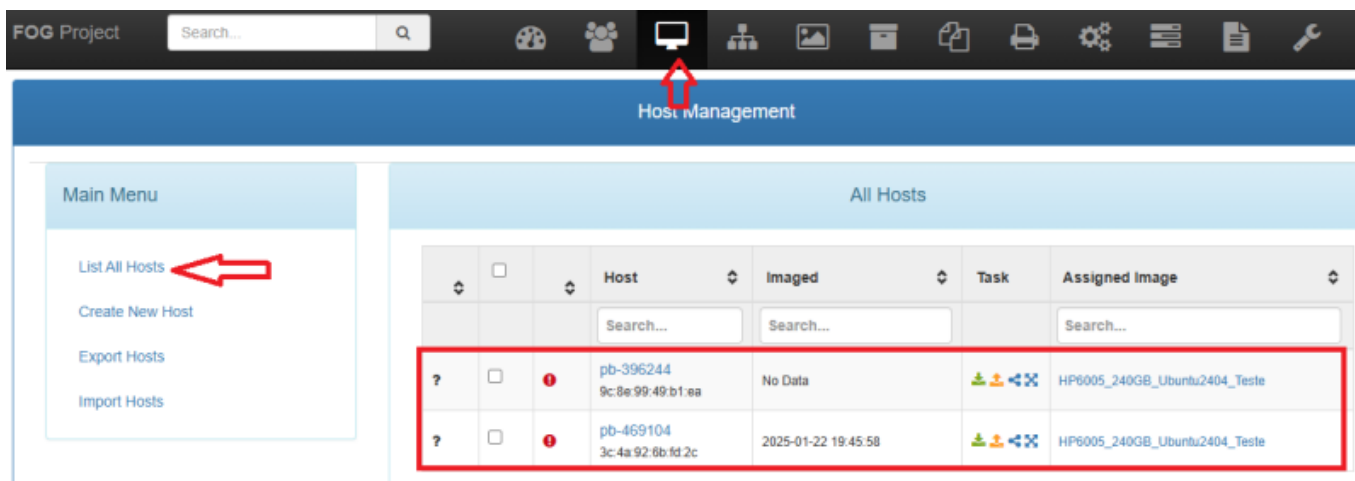 FOG Project Search...
Host Management
Main Menu
All Hosts
List All Hosts
Create New Host
Export Hosts
Import Hosts
Host Imaged Task Assigned Image
Search... Search... Search...
? pb-396244 No Data HP6005_240GB_Ubuntu2404_Teste
9c:8e:99:49:b1:ea
? pb-469104 2025-01-22 19:45:58 HP6005_240GB_Ubuntu2404_Teste
3c:4a:92:6b:fd:2c